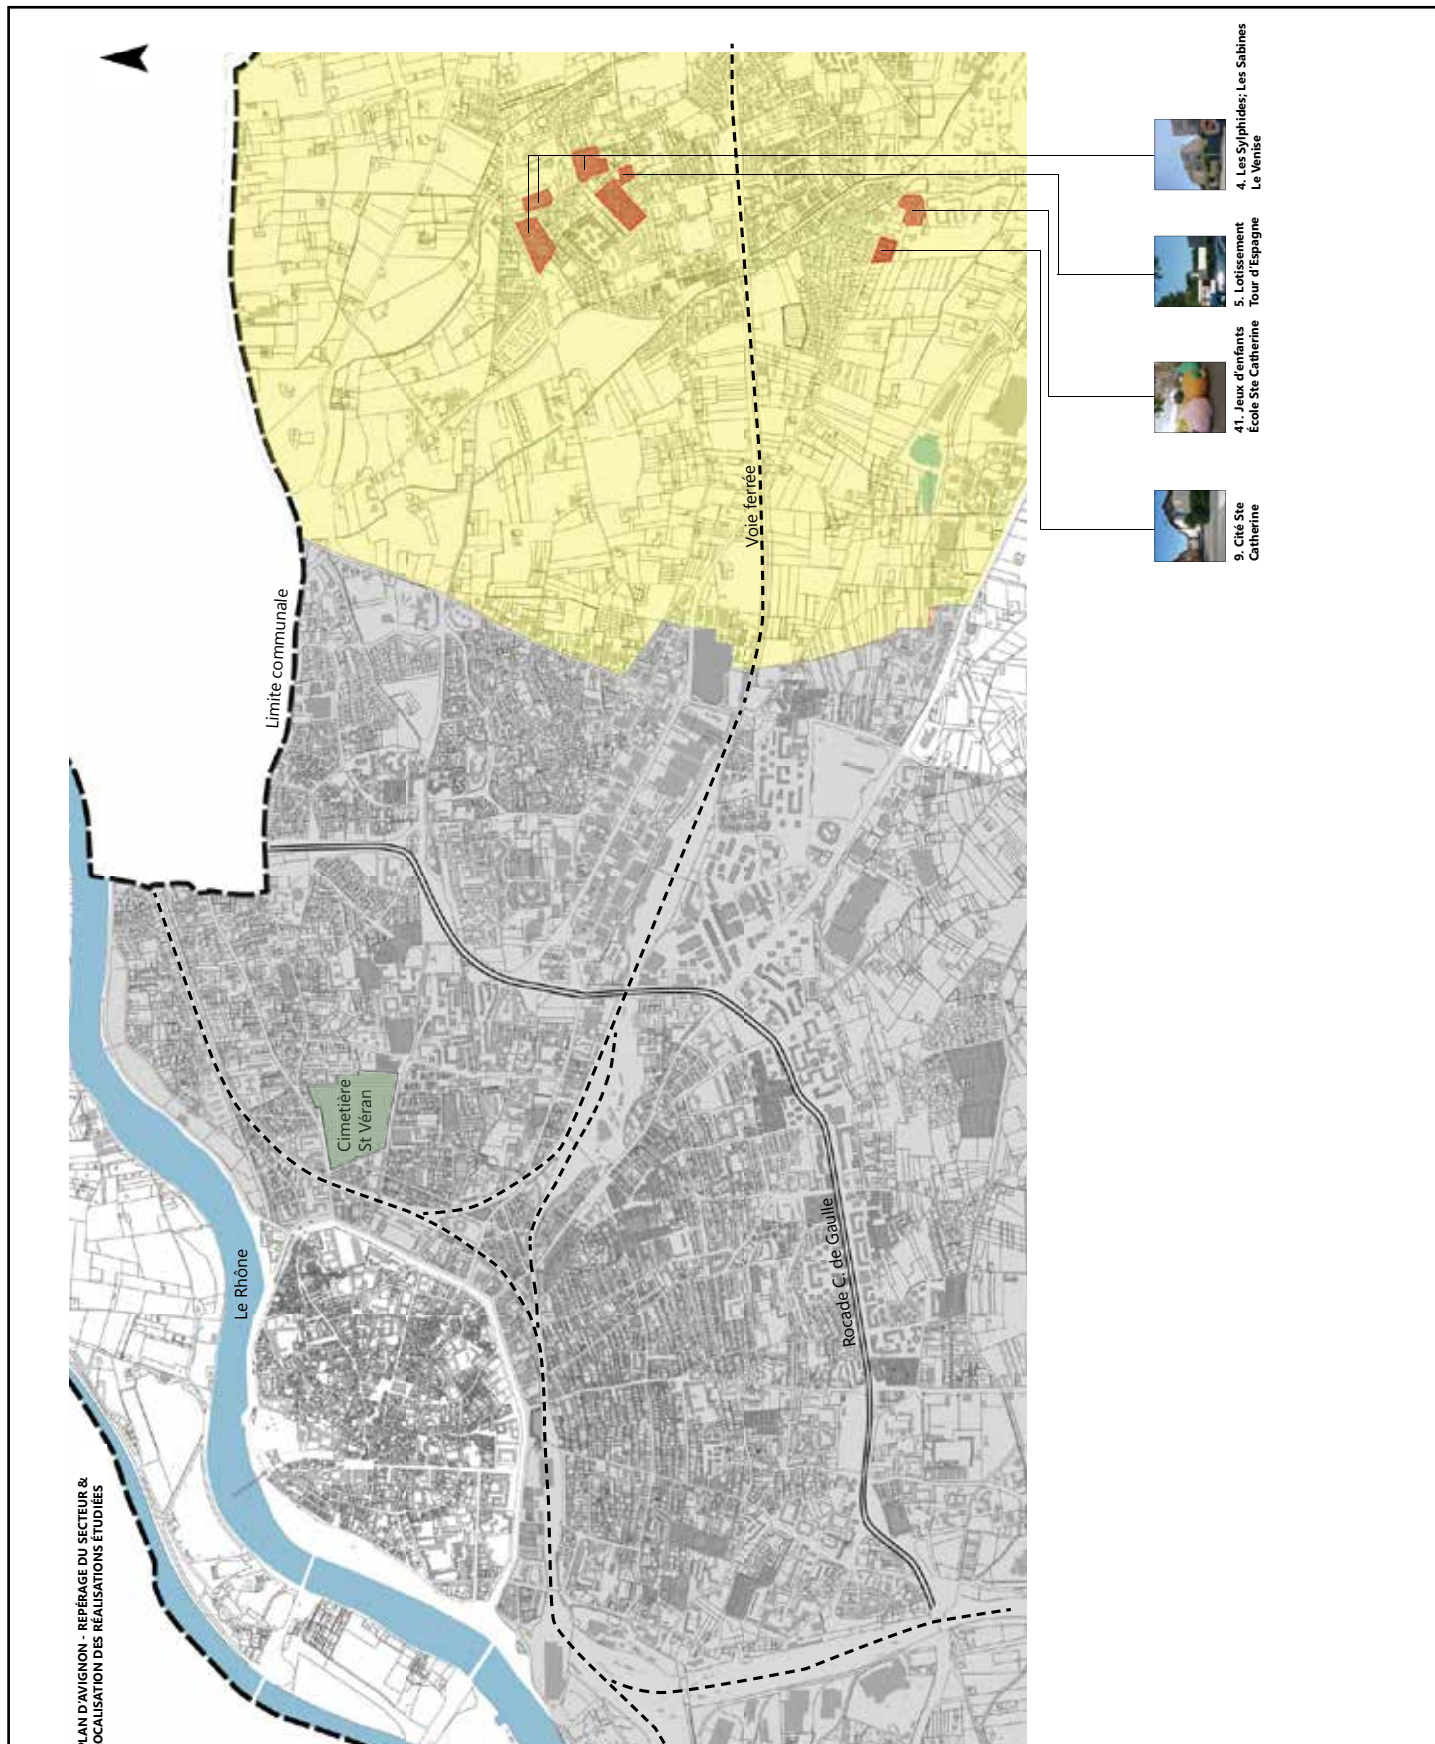 PLAN D'AVIGNON - REPÉRAGE DU SECTEUR &
OCALISATION DES RÉALISATIONS ÉTUDIÉES
Le Rhône
Limite communale
Cimetière
St Véran
Voie ferrée
Rocade C. de Gaulle
9. Cité Ste
Catherine
41. Jeux d'enfants
École Ste Catherine
5. Lotissement
Tour d'Espagne
4. Les Sylphides; Les Sabines
Le Venise